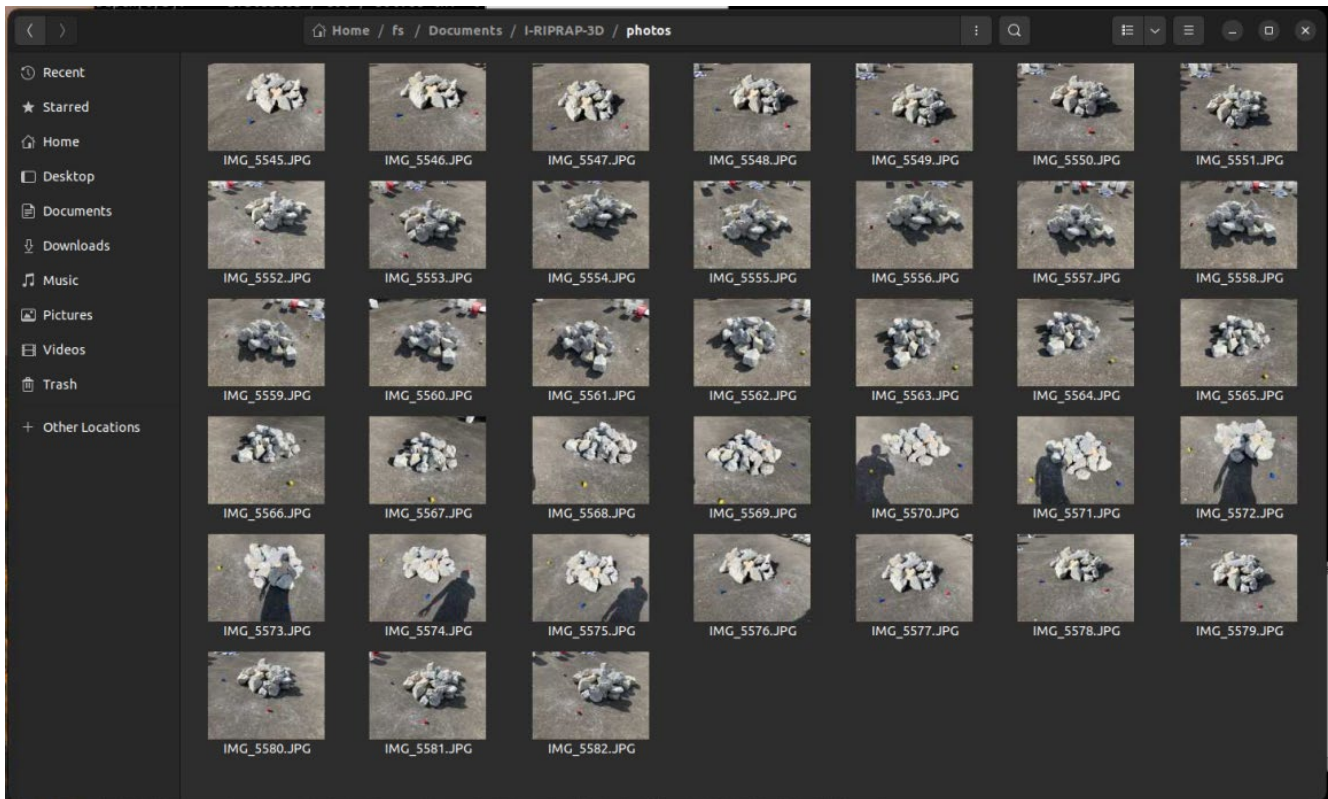 Home / fs / Documents / I-RIPRAP-3D / photos
Recent
Starred
Home
Desktop
Documents
Downloads
Music
Pictures
Videos
Trash
Other Locations
IMG_5545.JPG IMG_5546.JPG IMG_5547.JPG IMG_5548.JPG IMG_5549.JPG IMG_5550.JPG IMG_5551.JPG
IMG_5552.JPG IMG_5553.JPG IMG_5554.JPG IMG_5555.JPG IMG_5556.JPG IMG_5557.JPG IMG_5558.JPG
IMG_5559.JPG IMG_5560.JPG IMG_5561.JPG IMG_5562.JPG IMG_5563.JPG IMG_5564.JPG IMG_5565.JPG
IMG_5566.JPG IMG_5567.JPG IMG_5568.JPG IMG_5569.JPG IMG_5570.JPG IMG_5571.JPG IMG_5572.JPG
IMG_5573.JPG IMG_5574.JPG IMG_5575.JPG IMG_5576.JPG IMG_5577.JPG IMG_5578.JPG IMG_5579.JPG
IMG_5580.JPG IMG_5581.JPG IMG_5582.JPG